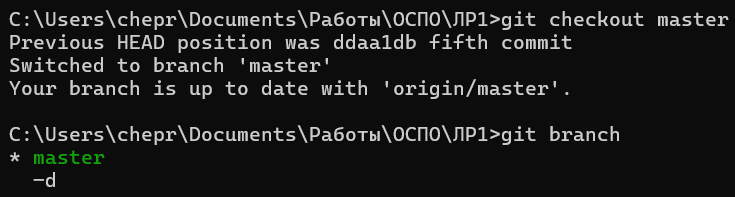 C:\Users\chepr\Documents\Работы\ОСПО\ЛР1>git checkout master
Previous HEAD position was ddaa1db fifth commit
Switched to branch 'master'
Your branch is up to date with 'origin/master'.
C:\Users\chepr\Documents\Работы\ОСПО\ЛР1>git branch
* master
–d